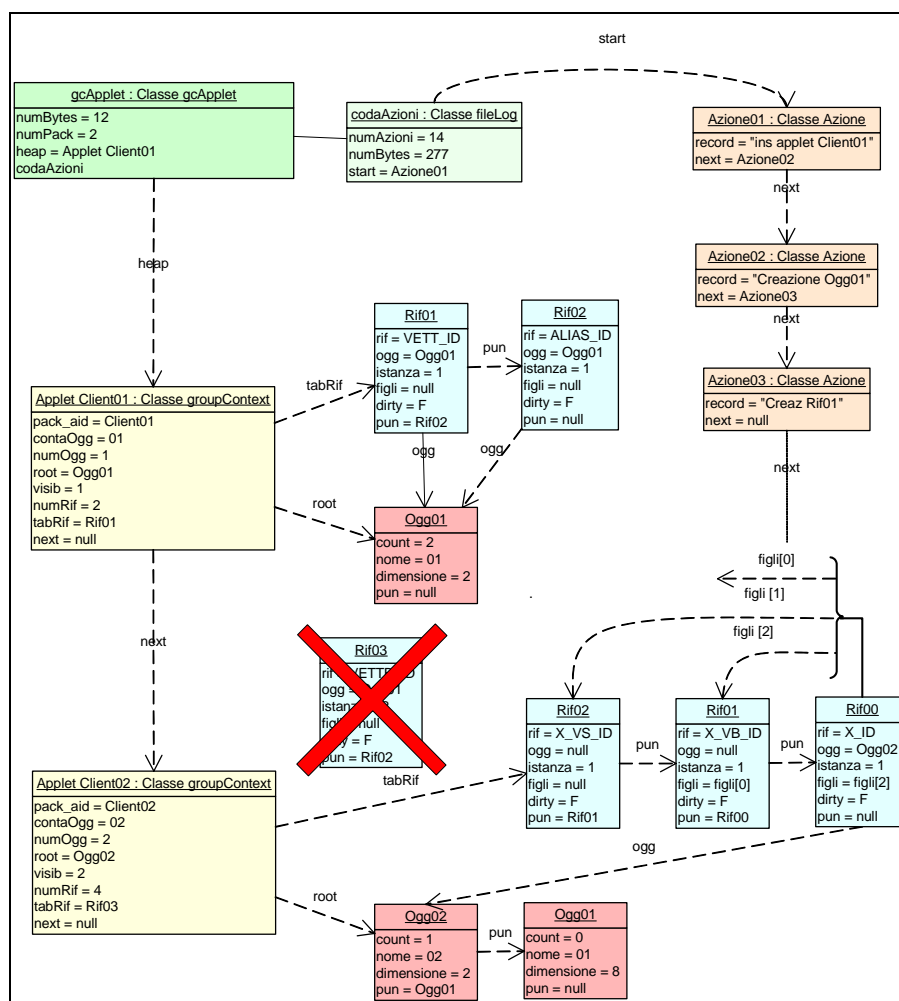 start
gcApplet : Classe gcApplet
numBytes = 12
numPack = 2
heap = Applet Client01
codaAzioni
codaAzioni : Classe fileLog
numAzioni = 14
numBytes = 277
start = Azione01
Azione01 : Classe Azione
record = "ins applet Client01"
next = Azione02
next
heap
Azione02 : Classe Azione
record = "Creazione Ogg01"
next = Azione03
next
Azione03 : Classe Azione
record = "Creaz Rif01"
next = null
next
Rif01
rif = VETT_ID
ogg = Ogg01
istanza = 1
figli = null
dirty = F
pun = Rif02
pun
Rif02
rif = ALIAS_ID
ogg = Ogg01
istanza = 1
figli = null
dirty = F
pun = null
tabRif
ogg
ogg
Applet Client01 : Classe groupContext
pack_aid = Client01
contaOgg = 01
numOgg = 1
root = Ogg01
visib = 1
numRif = 2
tabRif = Rif01
next = null
root
Ogg01
count = 2
nome = 01
dimensione = 2
pun = null
figli[0]
figli [1]
figli [2]
next
Rif03
pun = Rif02
Rif02
rif = X_VS_ID
ogg = null
istanza = 1
figli = null
dirty = F
pun = Rif01
pun
Rif01
rif = X_VB_ID
ogg = null
istanza = 1
figli = figli[0]
dirty = F
pun = Rif00
pun
Rif00
rif = X_ID
ogg = Ogg02
istanza = 1
figli = figli[2]
dirty = F
pun = null
tabRif
Applet Client02 : Classe groupContext
pack_aid = Client02
contaOgg = 02
numOgg = 2
root = Ogg02
visib = 2
numRif = 4
tabRif = Rif03
next = null
ogg
root
Ogg02
count = 1
nome = 02
dimensione = 2
pun = Ogg01
pun
Ogg01
count = 0
nome = 01
dimensione = 8
pun = null